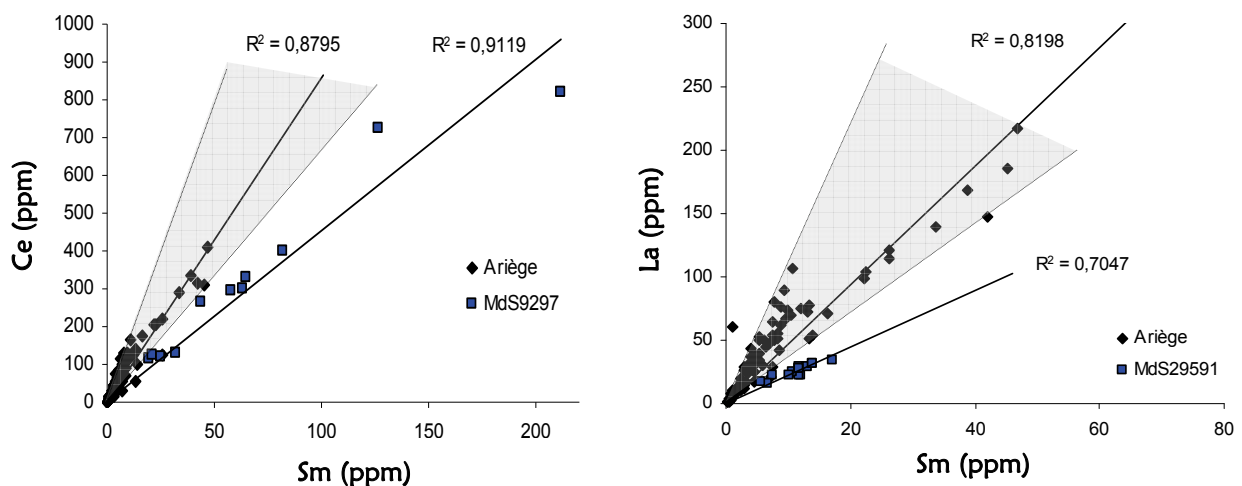 1000
900
800
700
600
500
400
300
200
100
0
Ce (ppm)
R² = 0,8795
R² = 0,9119
Ariège
MdS9297
0 50 100 150 200
Sm (ppm)
300
250
200
150
100
50
0
La (ppm)
R² = 0,8198
R² = 0,7047
Ariège
MdS29591
0 20 40 60 80
Sm (ppm)